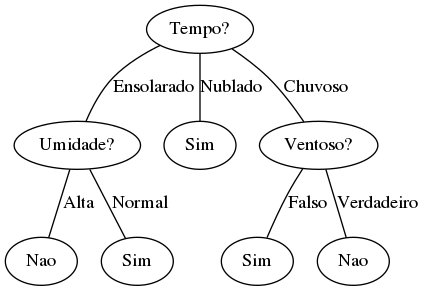 Tempo?
Ensolarado
Nublado
Chuvoso
Umidade?
Sim
Ventoso?
Alta
Normal
Falso
Verdadeiro
Nao
Sim
Sim
Nao